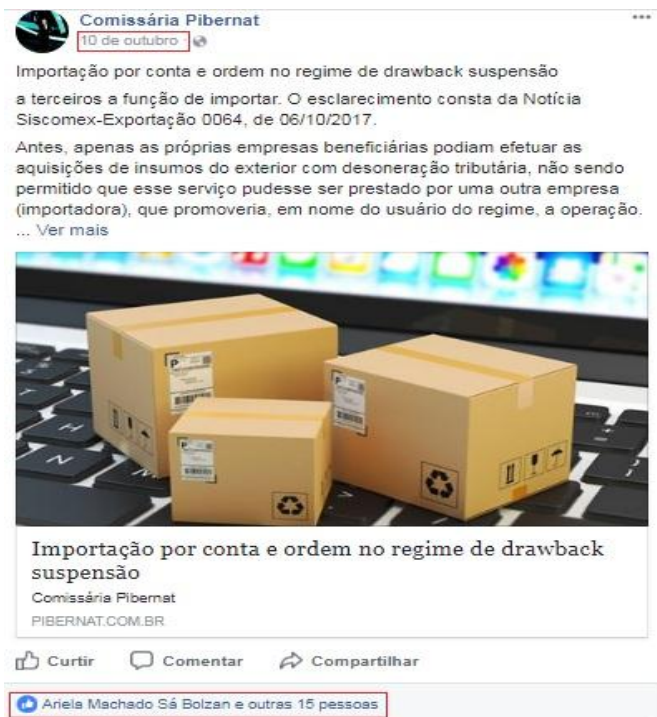 Comissária Pibernat
10 de outubro ·
Importação por conta e ordem no regime de drawback suspensão
a terceiros a função de importar. O esclarecimento consta da Notícia
Siscomex-Exportação 0064, de 06/10/2017.
Antes, apenas as próprias empresas beneficiárias podiam efetuar as
aquisições de insumos do exterior com desoneração tributária, não sendo
permitido que esse serviço pudesse ser prestado por uma outra empresa
(importadora), que promoveria, em nome do usuário do regime, a operação.
... Ver mais
P
P
P
N
M
Importação por conta e ordem no regime de drawback
suspensão
Comissária Pibernat
PIBERNAT.COM.BR
Curtir Comentar Compartilhar
Ariela Machado Sá Bolzan e outras 15 pessoas